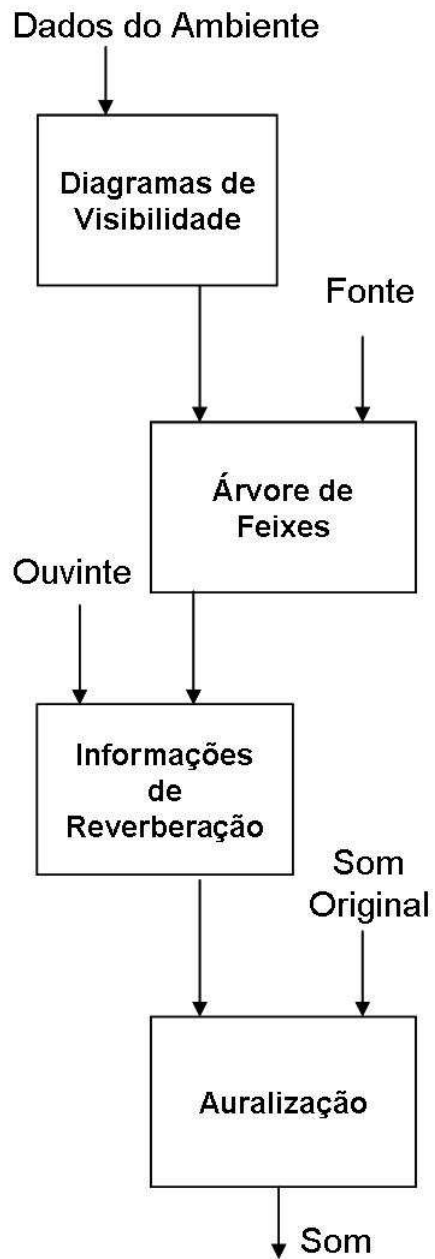 Dados do Ambiente
Diagramas de
Visibilidade
Fonte
Árvore de
Feixes
Ouvinte
Informações
de
Reverberação
Som
Original
Auralização
Som